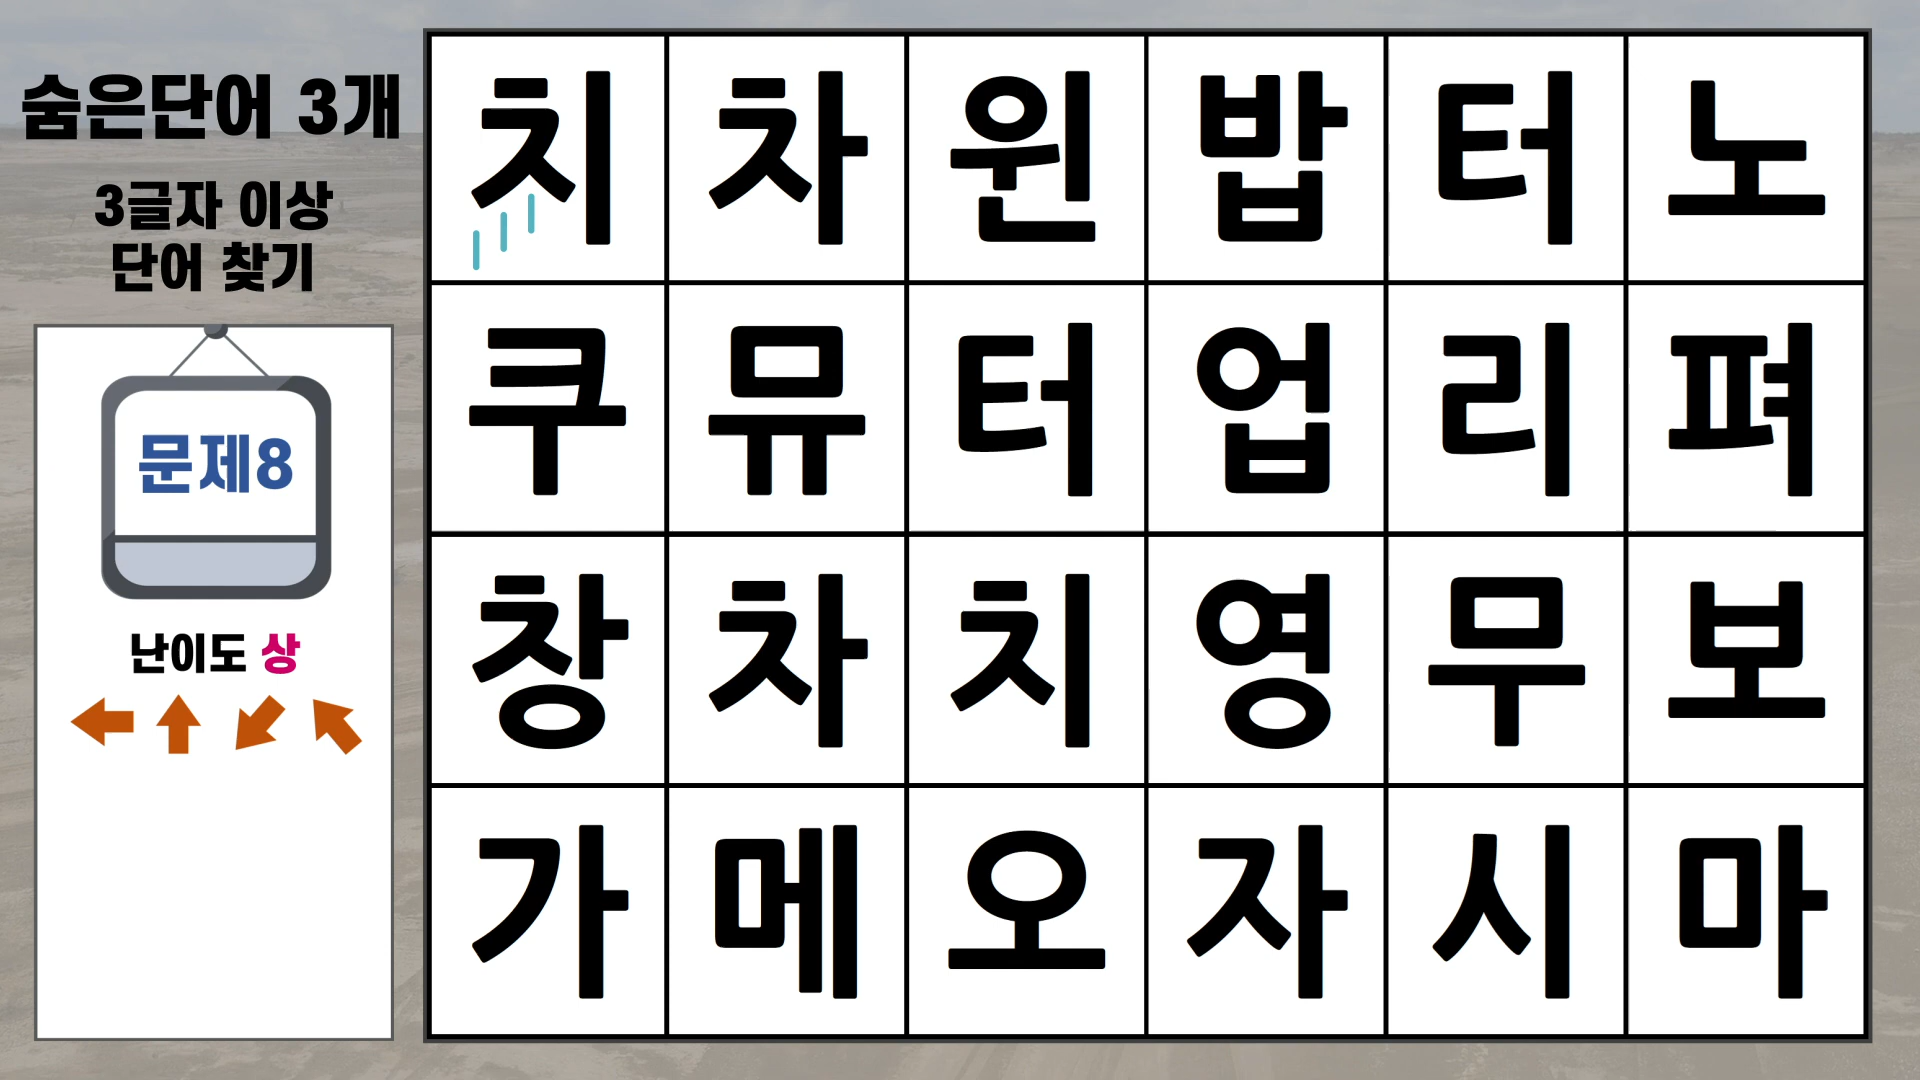 숨은단어 3개
3글자 이상
단어 찾기
문제8
난이도 상
치 차 윈 밥 터 노
쿠 뮤 터 업 리 펴
창 차 치 영 무 보
가 메 오 자 시 마